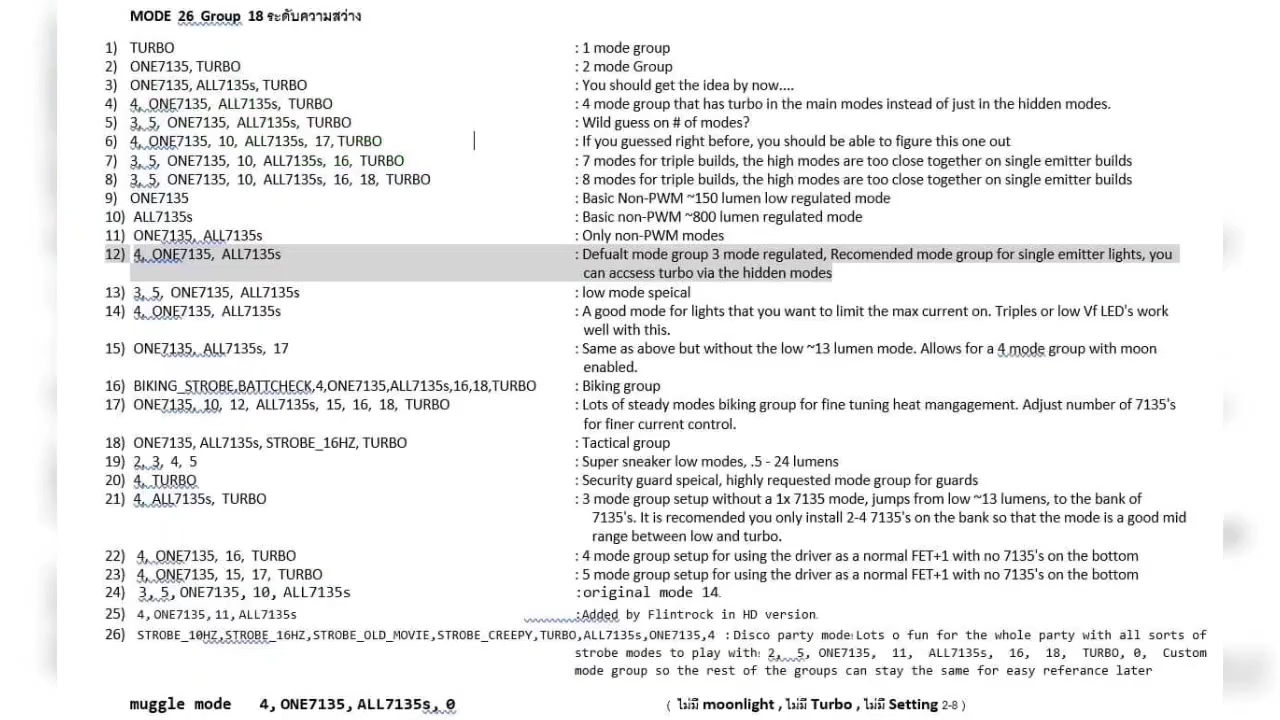 MODE 26 Group 18 ระดับความสว่าง
1) TURBO : 1 mode group
2) ONE7135, TURBO : 2 mode Group
3) ONE7135, ALL7135s, TURBO : You should get the idea by now....
4) 4, ONE7135, ALL7135s, TURBO : 4 mode group that has turbo in the main modes instead of just in the hidden modes.
5) 3, 5, ONE7135, ALL7135s, TURBO : Wild guess on # of modes?
6) 4, ONE7135, 10, ALL7135s, 17, TURBO : If you guessed right before, you should be able to figure this one out
7) 3, 5, ONE7135, 10, ALL7135s, 16, TURBO : 7 modes for triple builds, the high modes are too close together on single emitter builds
8) 3, 5, ONE7135, 10, ALL7135s, 16, 18, TURBO : 8 modes for triple builds, the high modes are too close together on single emitter builds
9) ONE7135 : Basic Non-PWM ~150 lumen low regulated mode
10) ALL7135s : Basic non-PWM ~800 lumen regulated mode
11) ONE7135, ALL7135s : Only non-PWM modes
12) 4, ONE7135, ALL7135s : Defualt mode group 3 mode regulated, Recomended mode group for single emitter lights, you
can accsess turbo via the hidden modes
13) 3, 5, ONE7135, ALL7135s : low mode speical
14) 4, ONE7135, ALL7135s : A good mode for lights that you want to limit the max current on. Triples or low Vf LED's work
well with this.
15) ONE7135, ALL7135s, 17 : Same as above but without the low ~13 lumen mode. Allows for a 4 mode group with moon
enabled.
16) BIKING_STROBE,BATTCHECK,4,ONE7135,ALL7135s,16,18,TURBO : Biking group
17) ONE7135, 10, 12, ALL7135s, 15, 16, 18, TURBO : Lots of steady modes biking group for fine tuning heat mangagement. Adjust number of 7135's
for finer current control.
18) ONE7135, ALL7135s, STROBE_16HZ, TURBO : Tactical group
19) 2, 3, 4, 5 : Super sneaker low modes, .5 - 24 lumens
20) 4, TURBO : Security guard speical, highly requested mode group for guards
21) 4, ALL7135s, TURBO : 3 mode group setup without a 1x 7135 mode, jumps from low ~13 lumens, to the bank of
7135's. It is recomended you only install 2-4 7135's on the bank so that the mode is a good mid
range between low and turbo.
22) 4, ONE7135, 16, TURBO : 4 mode group setup for using the driver as a normal FET+1 with no 7135's on the bottom
23) 4, ONE7135, 15, 17, TURBO : 5 mode group setup for using the driver as a normal FET+1 with no 7135's on the bottom
24) 3, 5, ONE7135, 10, ALL7135s :original mode 14.
25) 4, ONE7135, 11, ALL7135s :Added by Flintrock in HD version.
26) STROBE_10HZ,STROBE_16HZ,STROBE_OLD_MOVIE,STROBE_CREEPY,TURBO,ALL7135s,ONE7135,4 :Disco party mode:Lots o fun for the whole party with all sorts of
strobe modes to play with: 2, 5, ONE7135, 11, ALL7135s, 16, 18, TURBO, 0, Custom
mode group so the rest of the groups can stay the same for easy referance later
muggle mode 4, ONE7135, ALL7135s, 0 ( ไม่มี moonlight , ไม่มี Turbo , ไม่มี Setting 2-8 )